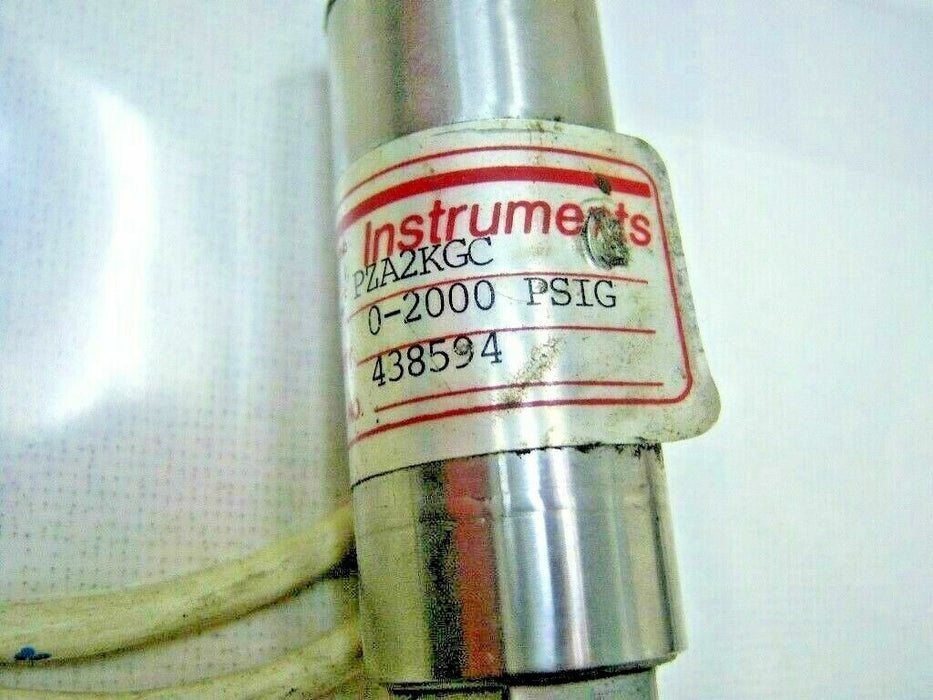 Instruments
PZA2KGC
0-2000 PSIG
438594